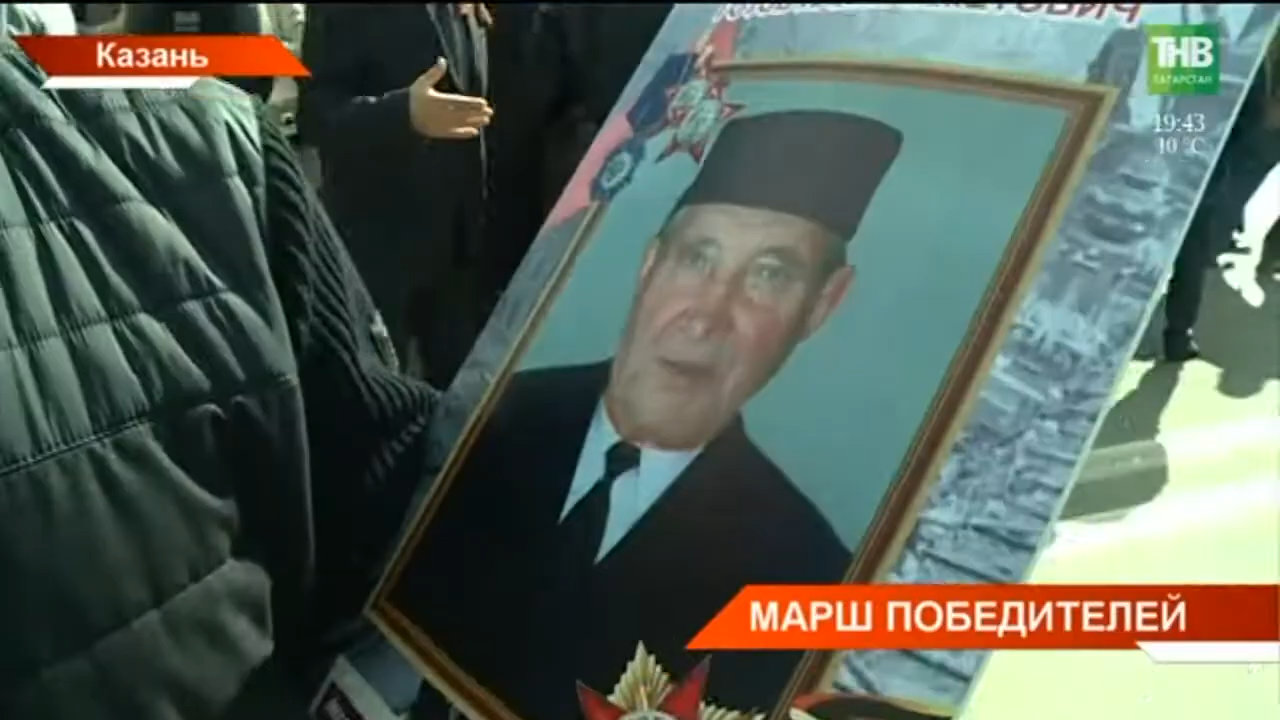 Казань
ТНВ
ТАТАРСТАН
19:43
10 °C
МАРШ ПОБЕДИТЕЛЕЙ